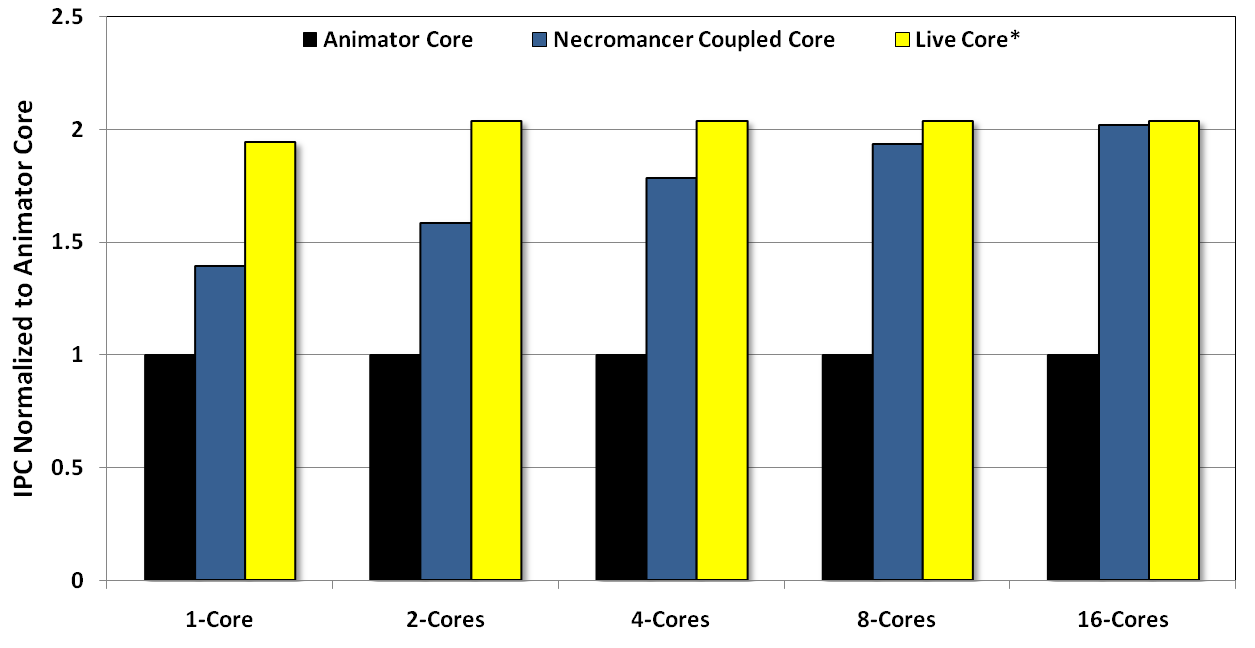 2.5
Animator Core Necromancer Coupled Core Live Core*
2
1.5
1
0.5
0
IPC Normalized to Animator Core
1-Core 2-Cores 4-Cores 8-Cores 16-Cores